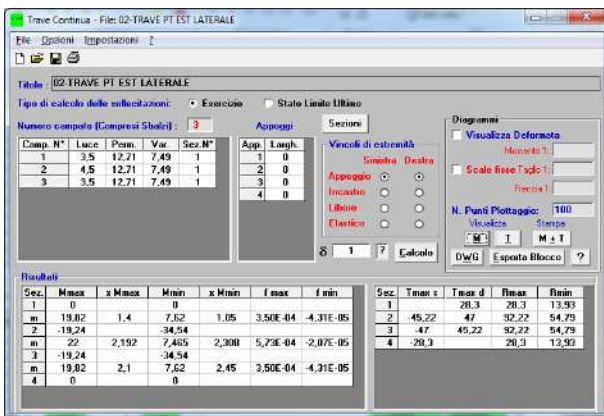 Trave Continua - File: 02-TRAVE PT EST LATERALE
File Opzioni Impostazioni ?
Titolo : 02-TRAVE PT EST LATERALE
Tipo di calcolo delle sollecitazioni: Esercizio Stato Limite Ultimo
Numero campate (Compresi Sbalzi) : 3
Camp. N° Luce Perm. Var. Sez.N°
1 3,5 12,71 7,49 1
2 4,5 12,71 7,49 1
3 3,5 12,71 7,49 1
Appoggi
App. Largh.
1 0
2 0
3 0
4 0
Sezioni
Vincoli di estremità
Sinistra Destra
Appoggio
Incastro
Libero
Elastico
δ 1 ? Calcolo
Diagrammi
Visualizza Deformata
Momento 1:
Scale fisse Taglio 1:
Freccia 1:
N. Punti Plottaggio: 100
Visualizza Stampa
M T M + T
DWG Esporta Blocco ?
Risultati
Sez. Mmax x Mmax Mmin x Mmin f max f min
1 0 0
m 19,82 1,4 7,62 1,05 3,50E-04 -4,31E-05
2 -19,24 -34,54
m 22 2,192 7,465 2,308 5,73E-04 -2,07E-05
3 -19,24 -34,54
m 19,82 2,1 7,62 2,45 3,50E-04 -4,31E-05
4 0 0
Sez. Tmax s Tmax d Rmax Rmin
1 28,3 28,3 13,93
2 -45,22 47 92,22 54,79
3 -47 45,22 92,22 54,79
4 -28,3 28,3 13,93